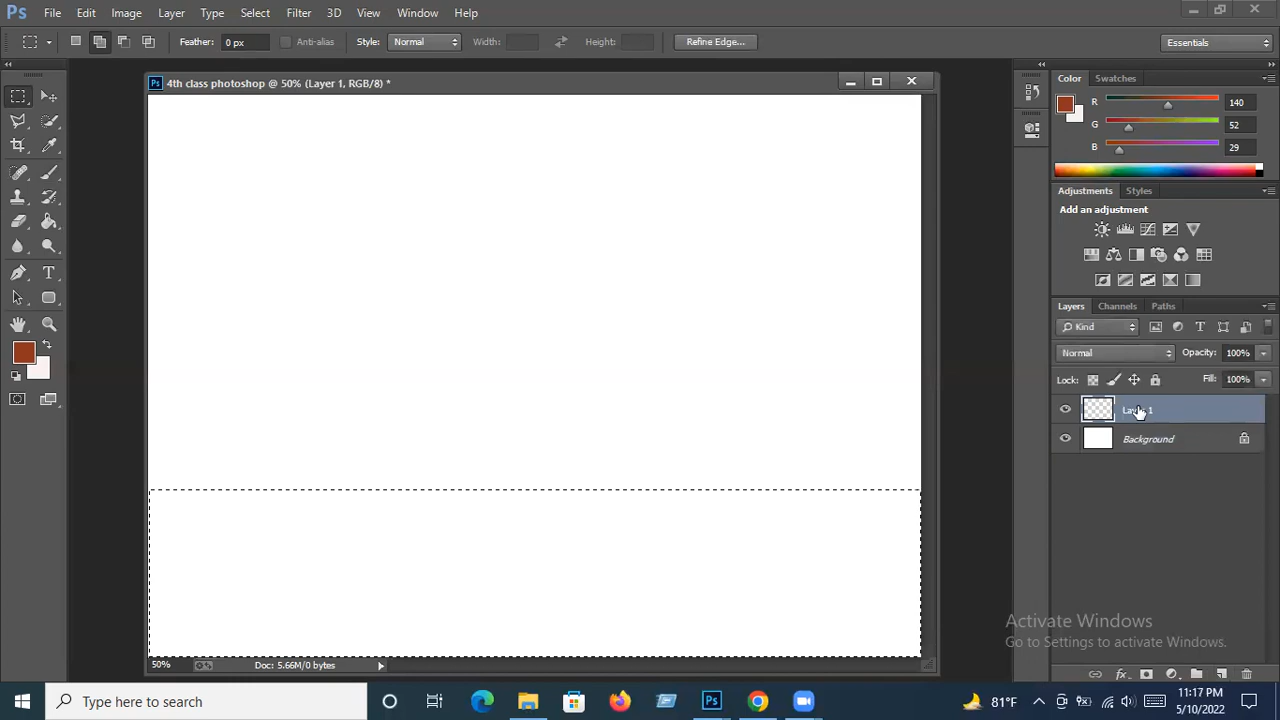 Ps File Edit Image Layer Type Select Filter 3D View Window Help
Feather: 0 px Anti-alias Style: Normal Width: Height: Refine Edge... Essentials
Ps 4th class photoshop @ 50% (Layer 1, RGB/8) *
Color Swatches
R 140
G 52
B 29
Adjustments Styles
Add an adjustment
Layers Channels Paths
Kind
Normal Opacity: 100%
Lock: Fill: 100%
Background
Activate Windows
Go to Settings to activate Windows.
50% Doc: 5.66M/0 bytes
Type here to search
Ps
81°F
11:17 PM
5/10/2022